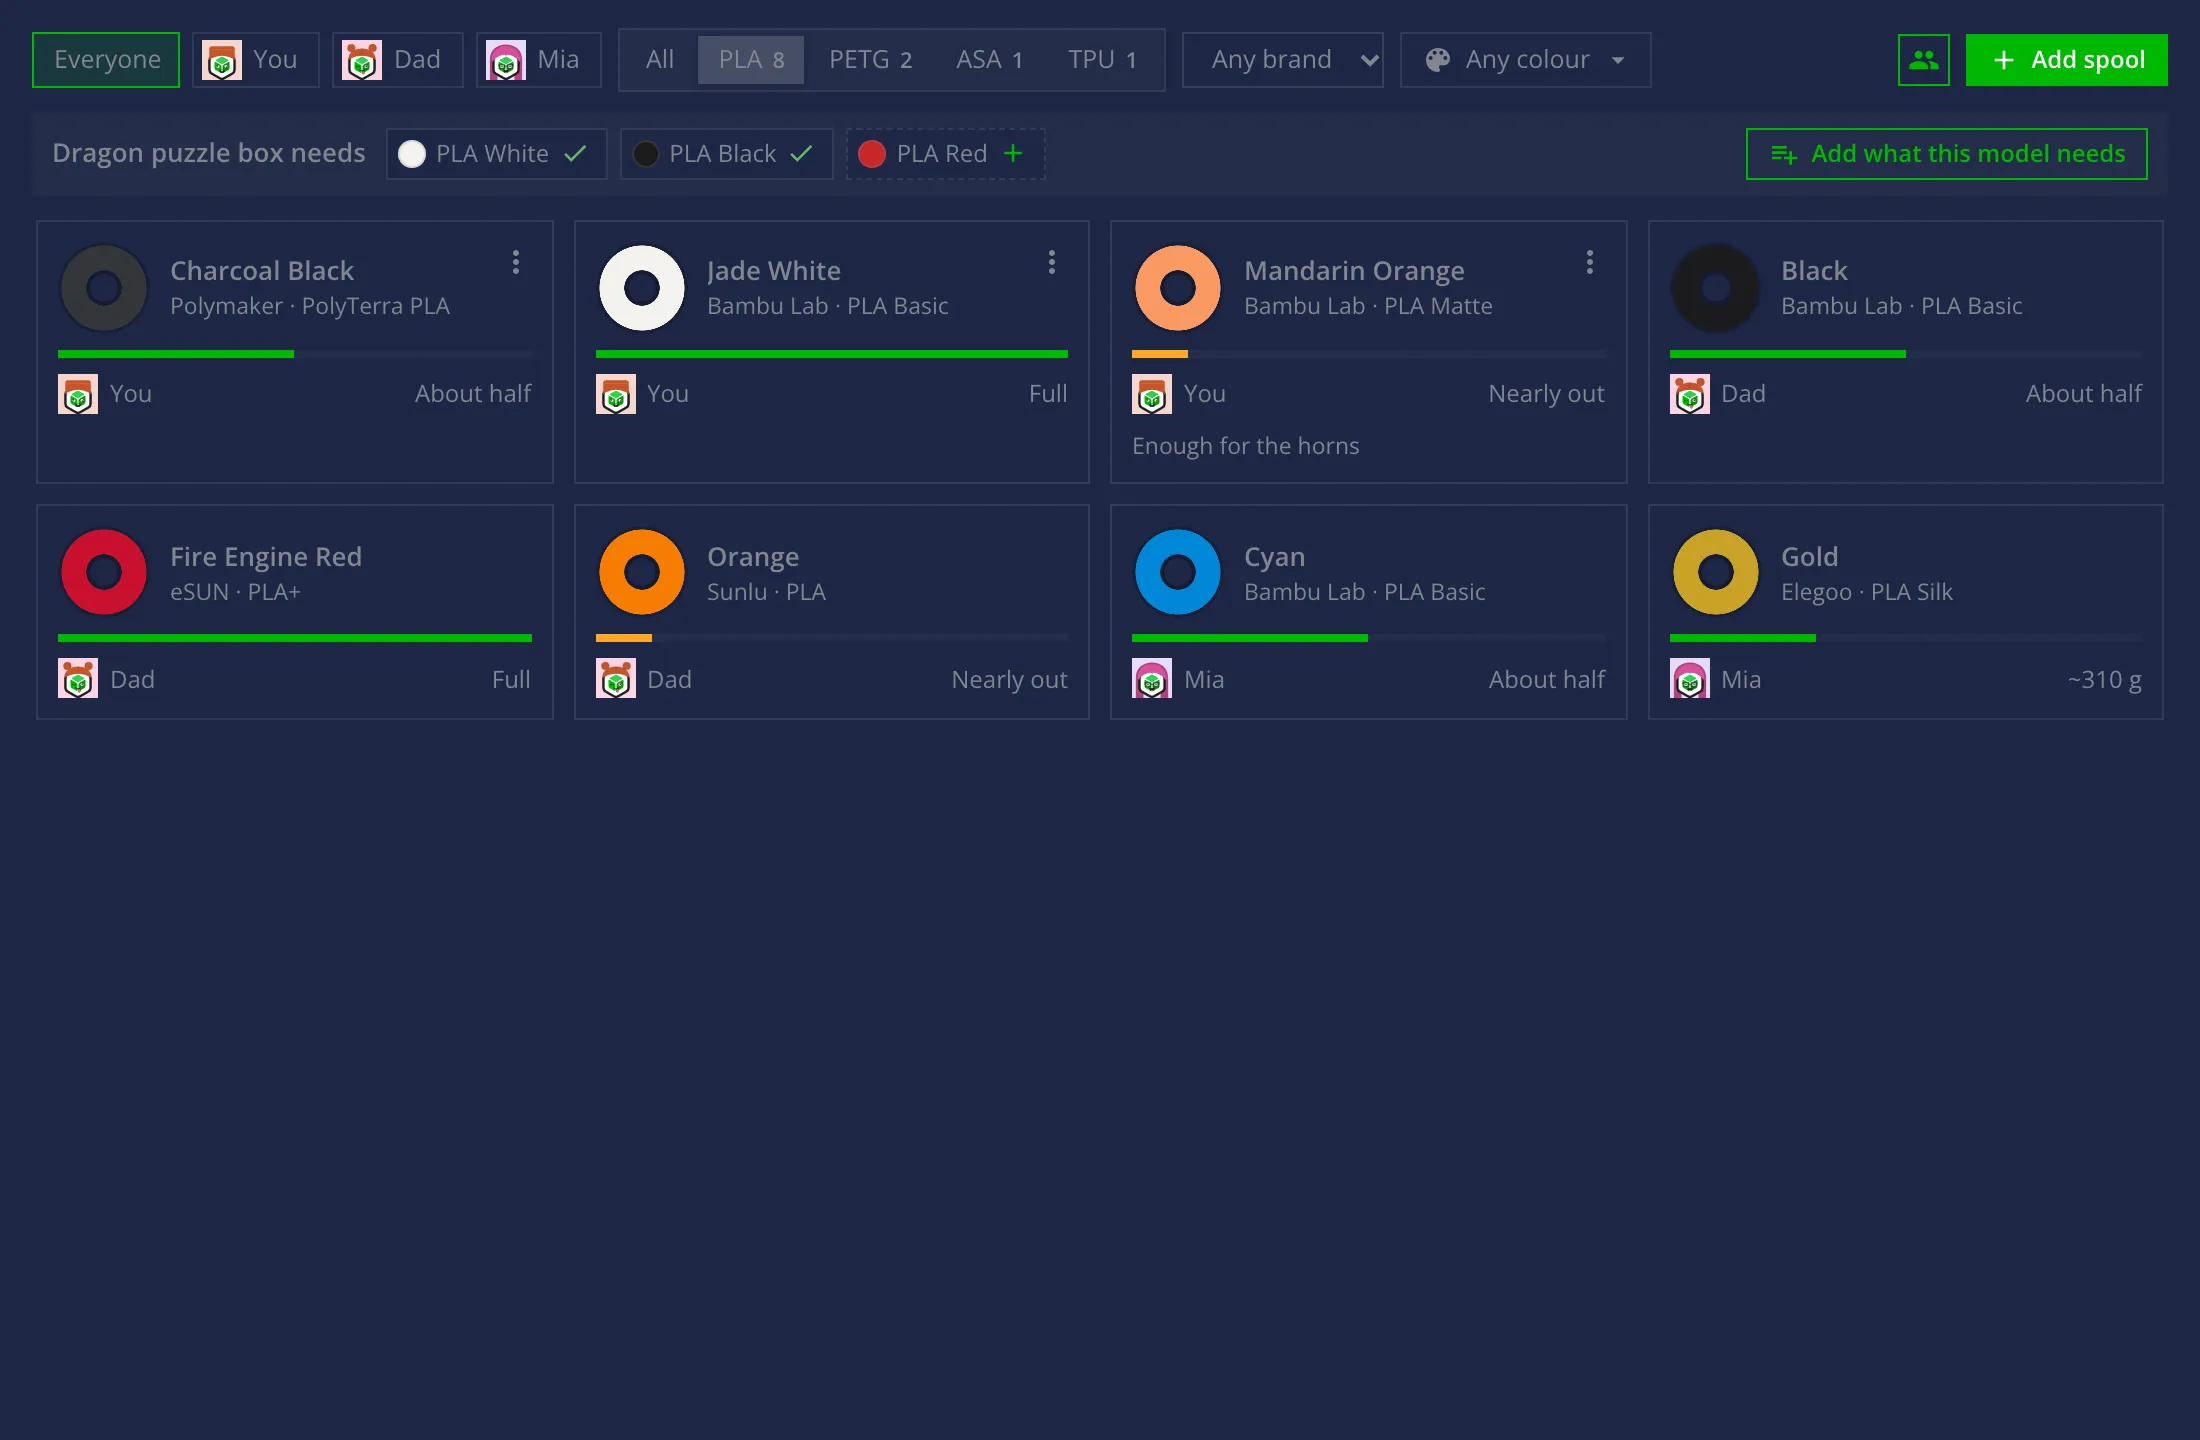 Everyone You Dad Mia All PLA 8 PETG 2 ASA 1 TPU 1 Any brand Any colour Add spool
Dragon puzzle box needs PLA White PLA Black PLA Red Add what this model needs
Charcoal Black
Polymaker · PolyTerra PLA
You About half
Jade White
Bambu Lab · PLA Basic
You Full
Mandarin Orange
Bambu Lab · PLA Matte
You Nearly out
Enough for the horns
Black
Bambu Lab · PLA Basic
Dad About half
Fire Engine Red
eSUN · PLA+
Dad Full
Orange
Sunlu · PLA
Dad Nearly out
Cyan
Bambu Lab · PLA Basic
Mia About half
Gold
Elegoo · PLA Silk
Mia ~310 g